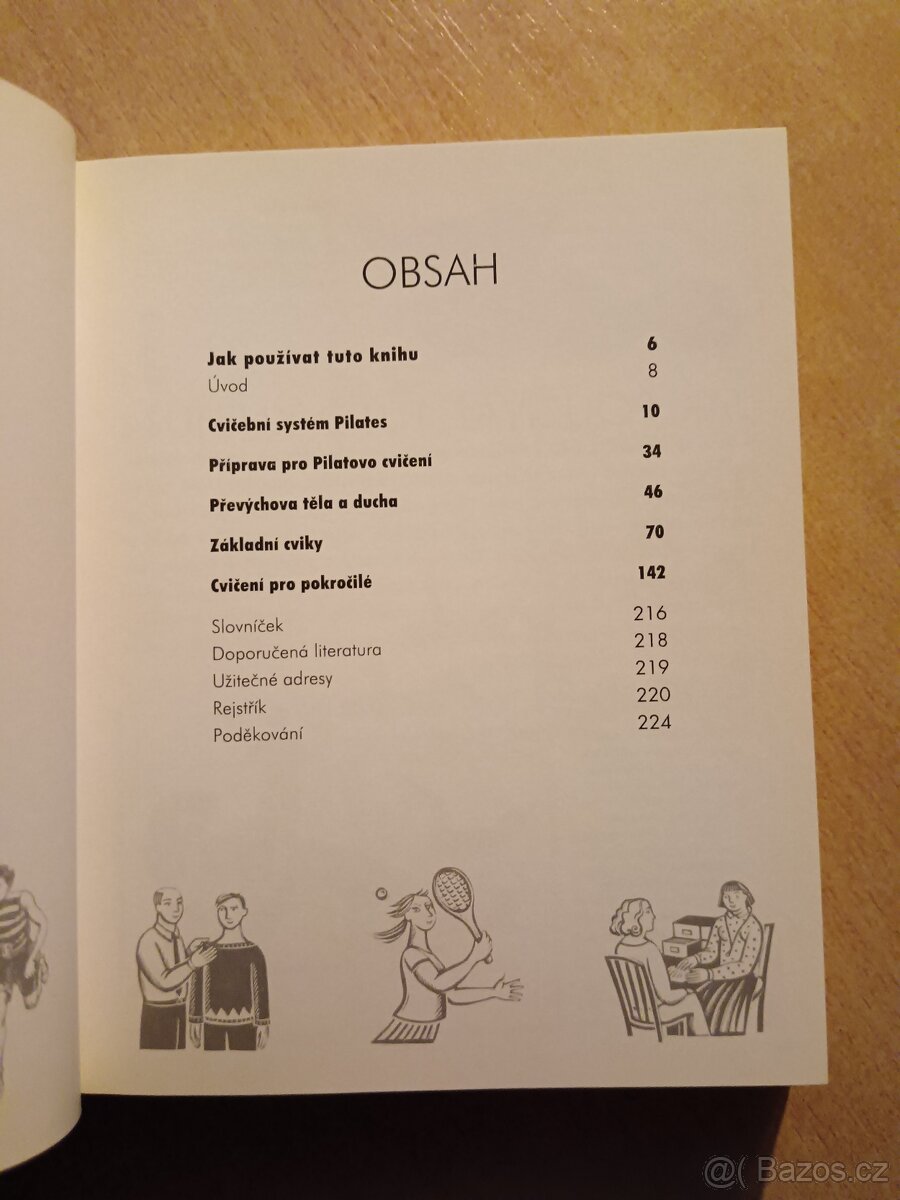 OBSAH
Jak používat tuto knihu 6
Úvod 8
Cvičební systém Pilates 10
Příprava pro Pilatovo cvičení 34
Převýchova těla a ducha 46
Základní cviky 70
Cvičení pro pokročilé 142
Slovníček 216
Doporučená literatura 218
Užitečné adresy 219
Rejstřík 220
Poděkování 224
@( Bazos.cz